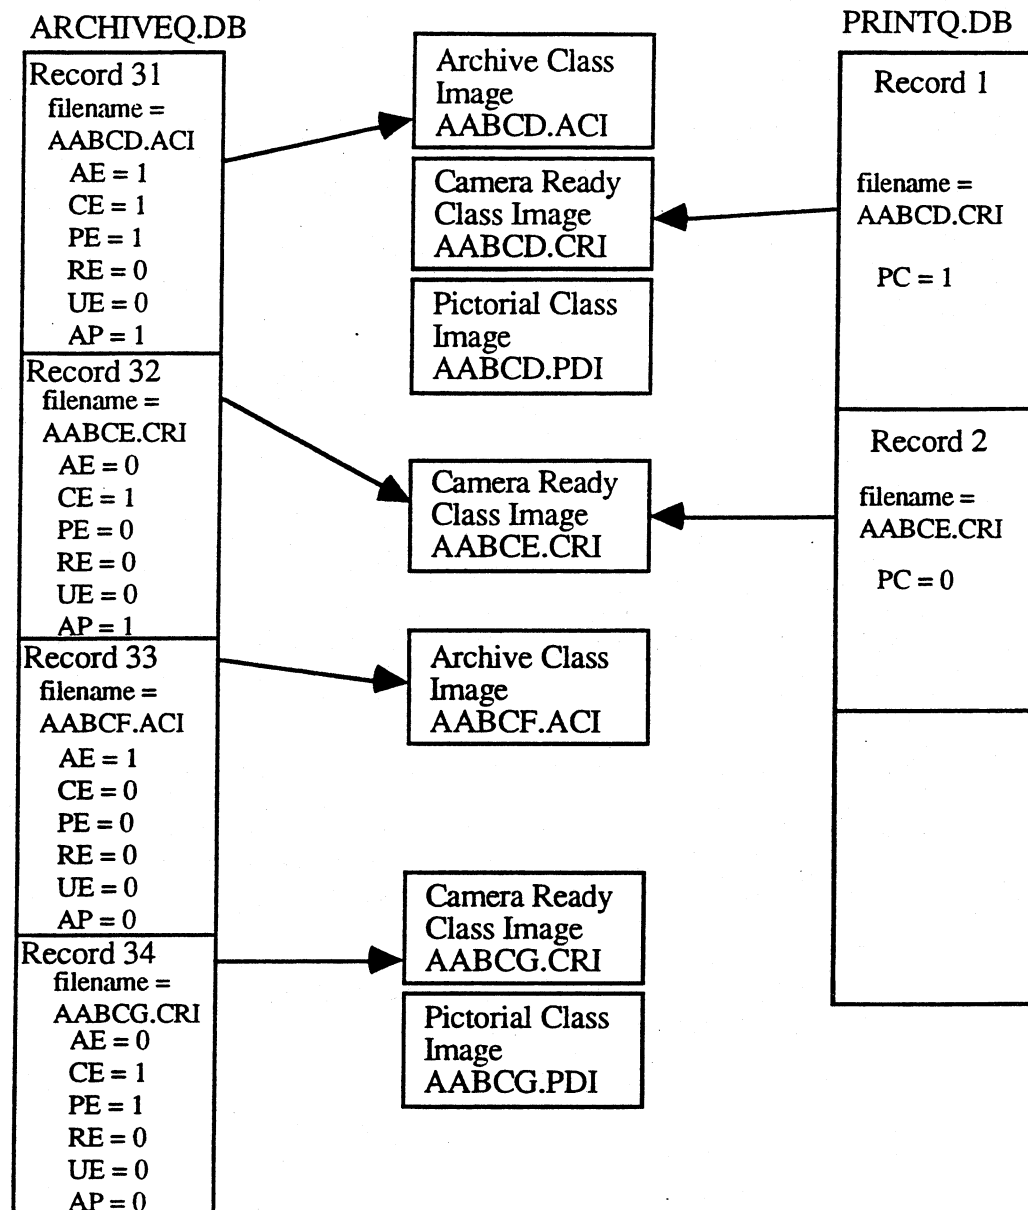 ARCHIVEQ.DB
Record 31
filename =
AABCD.ACI
AE = 1
CE = 1
PE = 1
RE = 0
UE = 0
AP = 1
Record 32
filename =
AABCE.CRI
AE = 0
CE = 1
PE = 0
RE = 0
UE = 0
AP = 1
Record 33
filename =
AABCF.ACI
AE = 1
CE = 0
PE = 0
RE = 0
UE = 0
AP = 0
Record 34
filename =
AABCG.CRI
AE = 0
CE = 1
PE = 1
RE = 0
UE = 0
AP = 0
Archive Class
Image
AABCD.ACI
Camera Ready
Class Image
AABCD.CRI
Pictorial Class
Image
AABCD.PDI
Camera Ready
Class Image
AABCE.CRI
Archive Class
Image
AABCF.ACI
Camera Ready
Class Image
AABCG.CRI
Pictorial Class
Image
AABCG.PDI
PRINTQ.DB
Record 1
filename =
AABCD.CRI
PC = 1
Record 2
filename =
AABCE.CRI
PC = 0